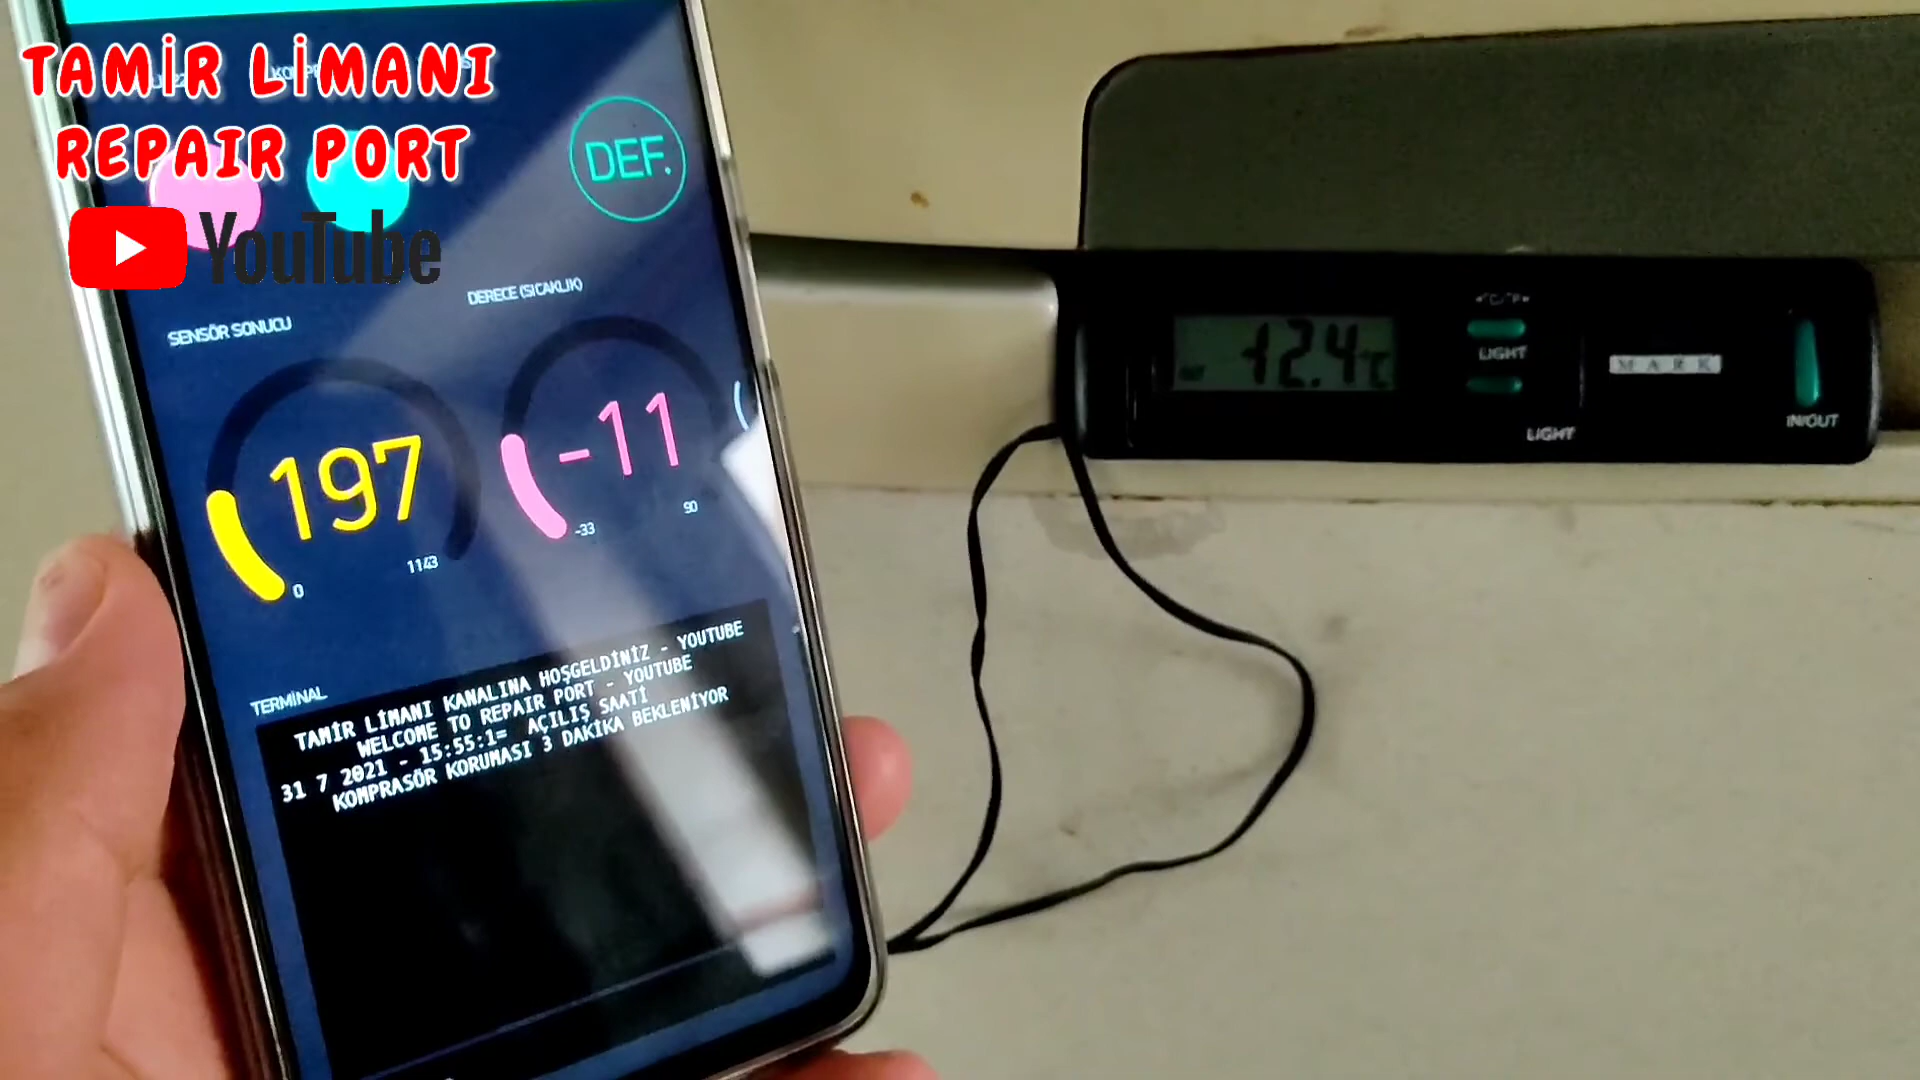 TAMİR LİMANI
REPAIR PORT
YouTube
DEF.
DERECE (SICAKLIK)
SENSÖR SONUCU
197
0
1143
-11
-33
90
TERMİNAL
TAMİR LİMANI KANALINA HOŞGELDİNİZ - YOUTUBE
WELCOME TO REPAIR PORT - YOUTUBE
31 7 2021 - 15:55:1= AÇILIŞ SAATİ
KOMPRASÖR KORUMASI 3 DAKİKA BEKLENİYOR
°C/°F
-12.4°C
LIGHT
MARK
LIGHT
IN/OUT